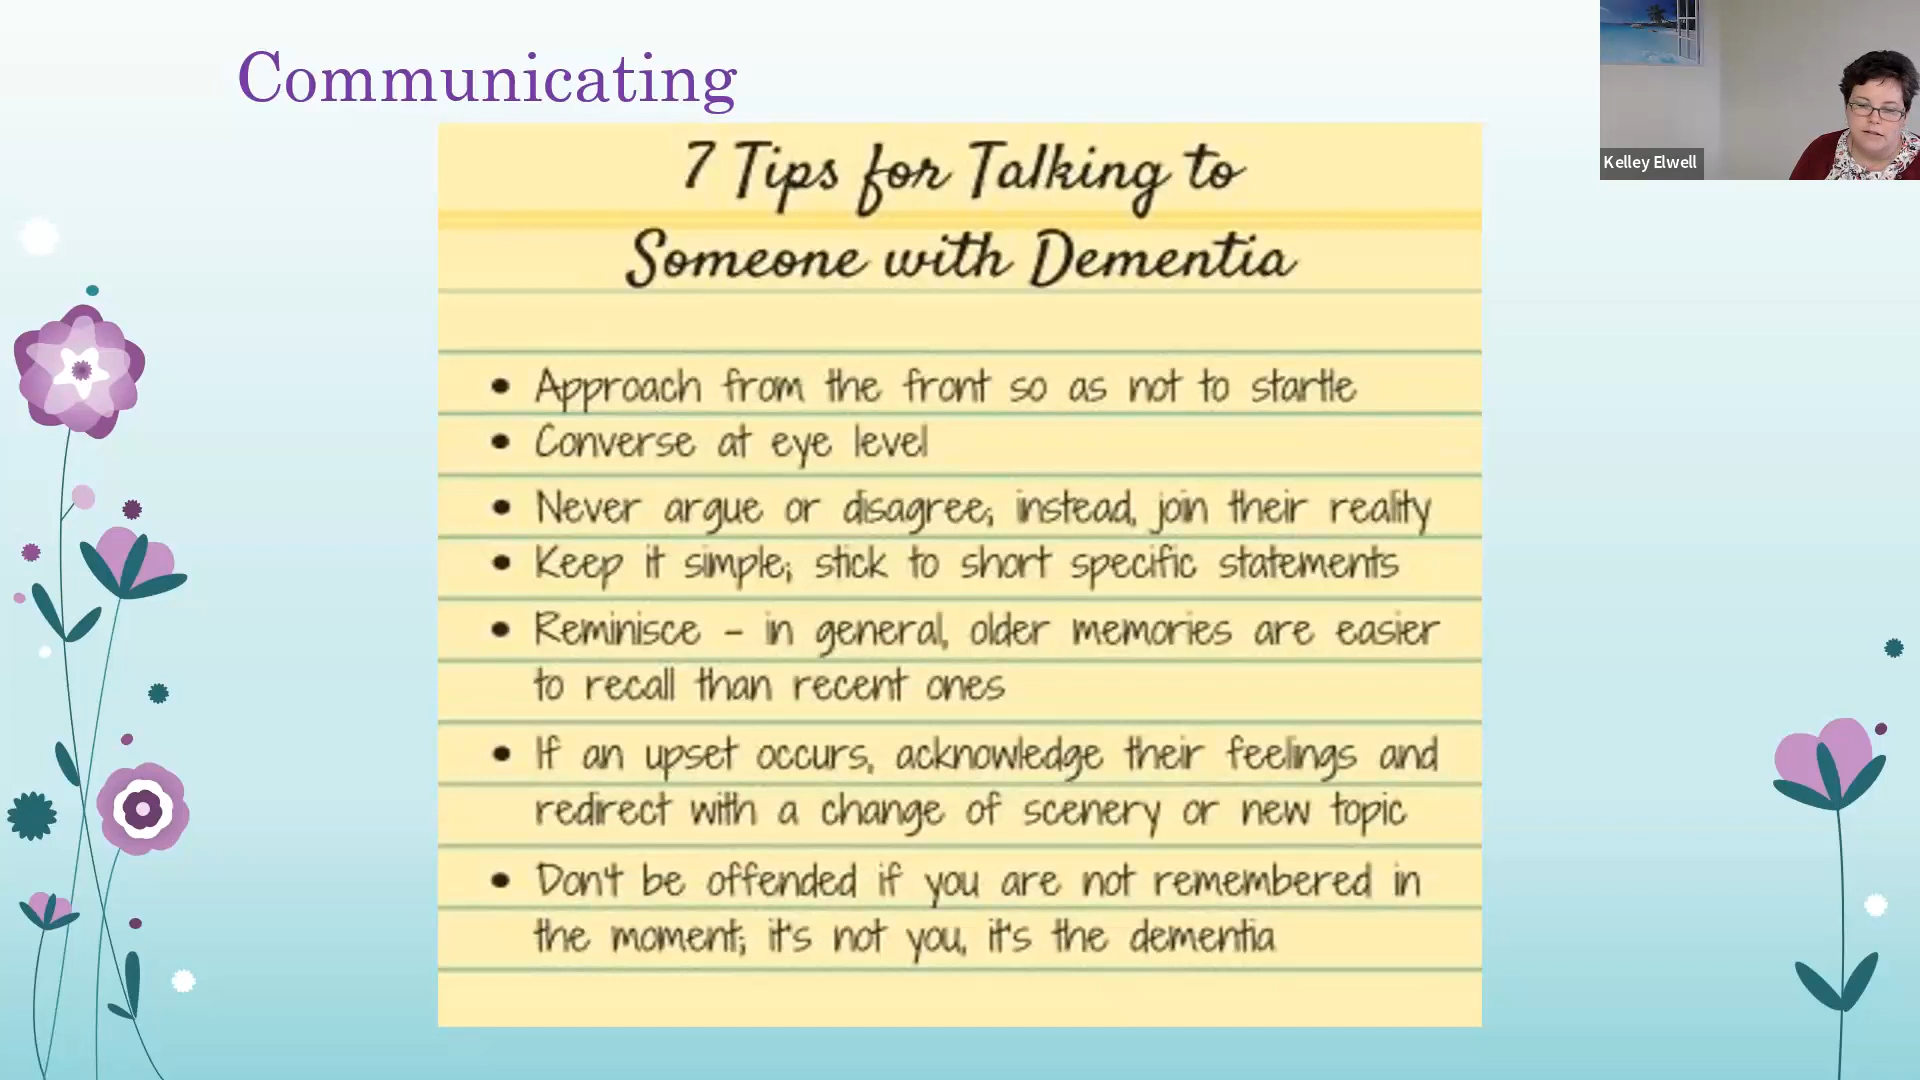 Communicating
7 Tips for Talking to
Someone with Dementia
• Approach from the front so as not to startle
• Converse at eye level
• Never argue or disagree; instead, join their reality
• Keep it simple; stick to short specific statements
• Reminisce – in general, older memories are easier
to recall than recent ones
• If an upset occurs, acknowledge their feelings and
redirect with a change of scenery or new topic
• Don't be offended if you are not remembered in
the moment; it's not you, it's the dementia
Kelley Elwell